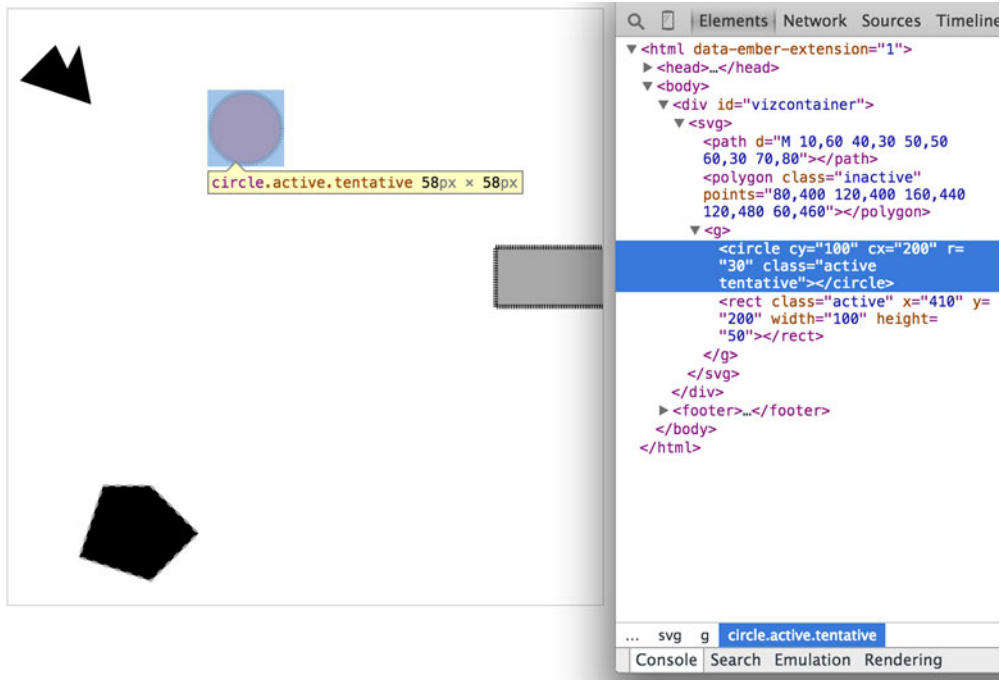 circle.active.tentative 58px × 58px
Elements Network Sources Timeline
▼<html data-ember-extension="1">
▶<head>…</head>
▼<body>
▼<div id="vizcontainer">
▼<svg>
<path d="M 10,60 40,30 50,50
60,30 70,80"></path>
<polygon class="inactive"
points="80,400 120,400 160,440
120,480 60,460"></polygon>
▼<g>
<circle cy="100" cx="200" r=
"30" class="active
tentative"></circle>
<rect class="active" x="410" y=
"200" width="100" height=
"50"></rect>
</g>
</svg>
</div>
▶<footer>…</footer>
</body>
</html>
... svg g circle.active.tentative
Console Search Emulation Rendering